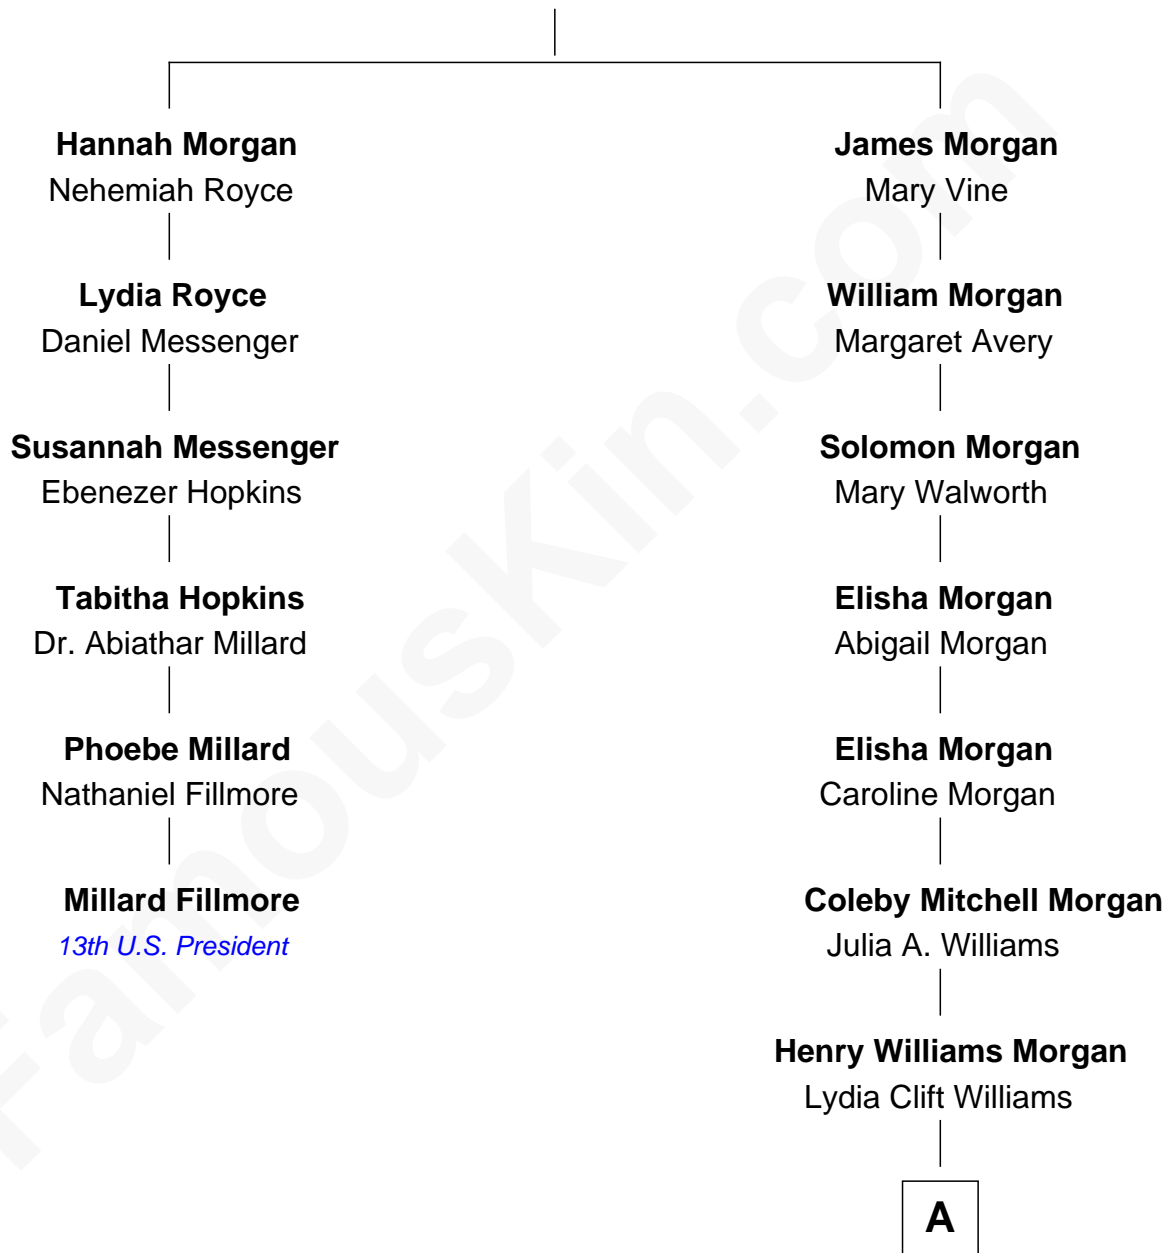 Hannah Morgan
Nehemiah Royce
James Morgan
Mary Vine
Lydia Royce
Daniel Messenger
William Morgan
Margaret Avery
Susannah Messenger
Ebenezer Hopkins
Solomon Morgan
Mary Walworth
Tabitha Hopkins
Dr. Abiathar Millard
Elisha Morgan
Abigail Morgan
Phoebe Millard
Nathaniel Fillmore
Elisha Morgan
Caroline Morgan
Millard Fillmore
13th U.S. President
Coleby Mitchell Morgan
Julia A. Williams
Henry Williams Morgan
Lydia Clift Williams
A
FamousKin.com